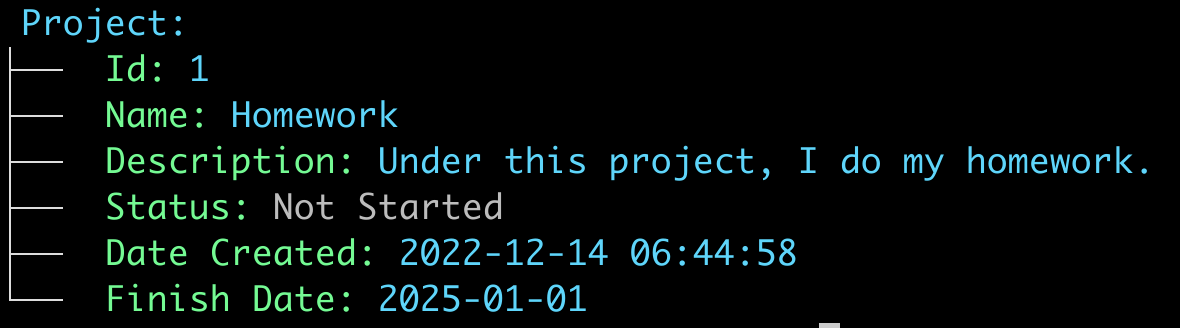 Project:
Id: 1
Name: Homework
Description: Under this project, I do my homework.
Status: Not Started
Date Created: 2022-12-14 06:44:58
Finish Date: 2025-01-01